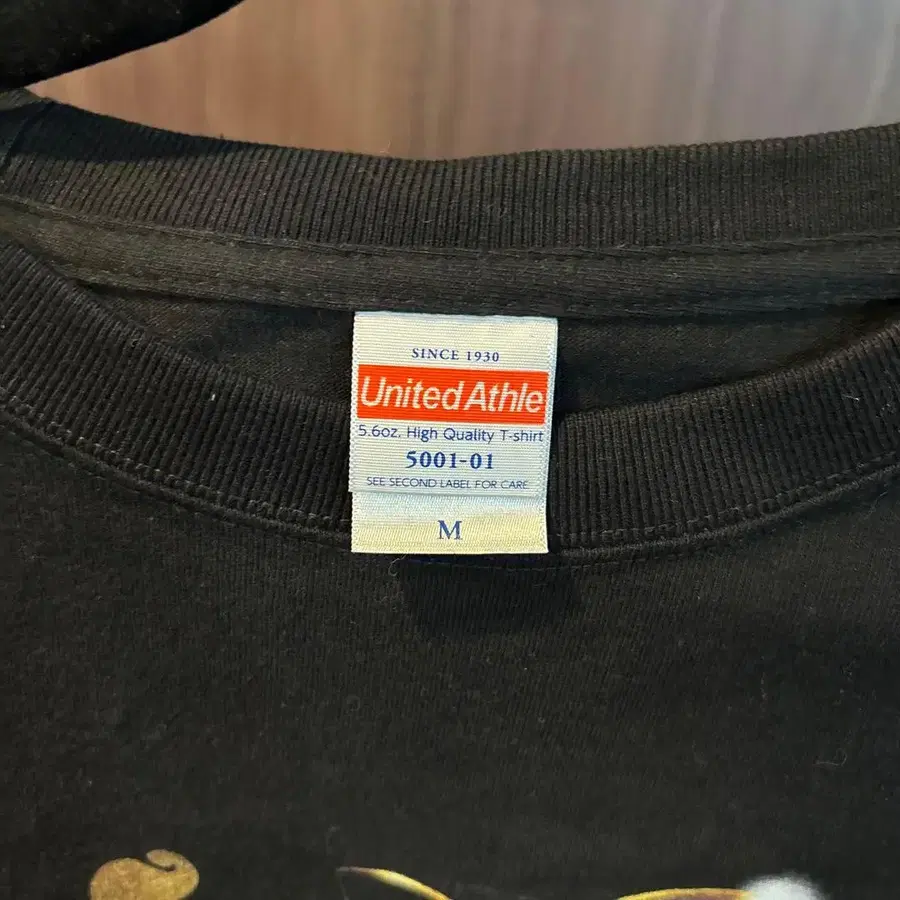 SINCE 1930
United Athle
5.6oz. High Quality T-shirt
5001-01
SEE SECOND LABEL FOR CARE
M